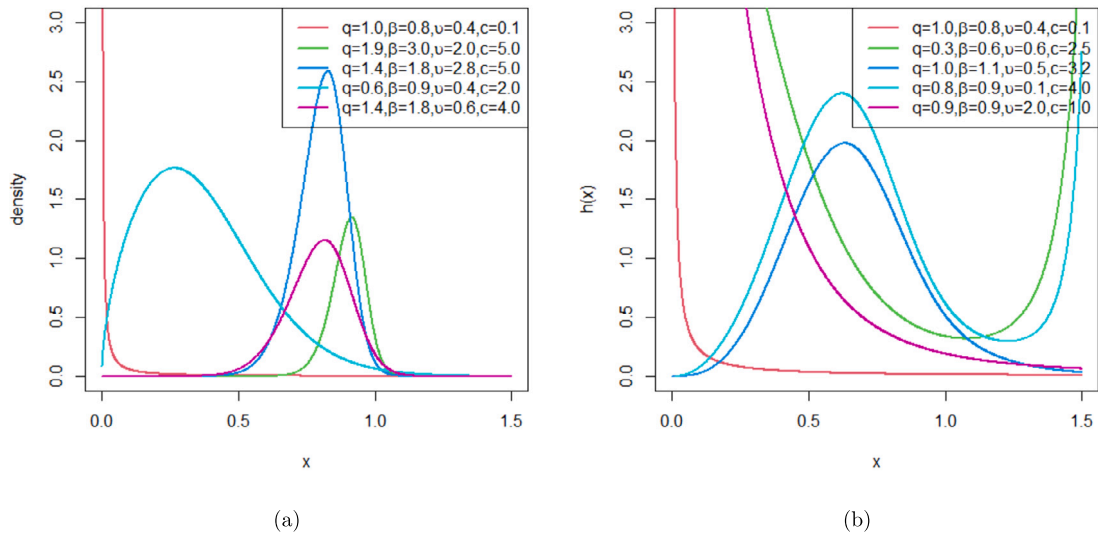 q=1.0,β=0.8,υ=0.4,c=0.1
q=1.9,β=3.0,υ=2.0,c=5.0
q=1.4,β=1.8,υ=2.8,c=5.0
q=0.6,β=0.9,υ=0.4,c=2.0
q=1.4,β=1.8,υ=0.6,c=4.0
density
3.0
2.5
2.0
1.5
1.0
0.5
0.0
0.0 0.5 1.0 1.5
x
(a)
q=1.0,β=0.8,υ=0.4,c=0.1
q=0.3,β=0.6,υ=0.6,c=2.5
q=1.0,β=1.1,υ=0.5,c=3.2
q=0.8,β=0.9,υ=0.1,c=4.0
q=0.9,β=0.9,υ=2.0,c=1.0
h(x)
3.0
2.5
2.0
1.5
1.0
0.5
0.0
0.0 0.5 1.0 1.5
x
(b)